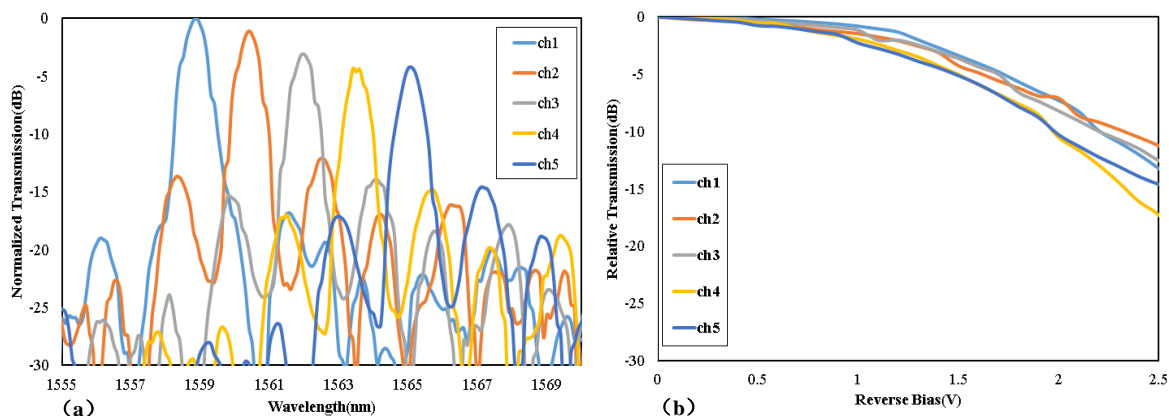 Normalized Transmission(dB)
0
-5
-10
-15
-20
-25
-30
1555
1557
1559
1561
1563
1565
1567
1569
Wavelength(nm)
ch1
ch2
ch3
ch4
ch5
(a)
Relative Transmission(dB)
0
-5
-10
-15
-20
-25
-30
0
0.5
1
1.5
2
2.5
Reverse Bias(V)
ch1
ch2
ch3
ch4
ch5
(b)